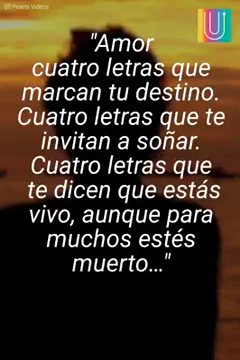 Pexels Videos
"Amor
cuatro letras que
marcan tu destino.
Cuatro letras que te
invitan a soñar.
Cuatro letras que
te dicen que estás
vivo, aunque para
muchos estés
muerto..."